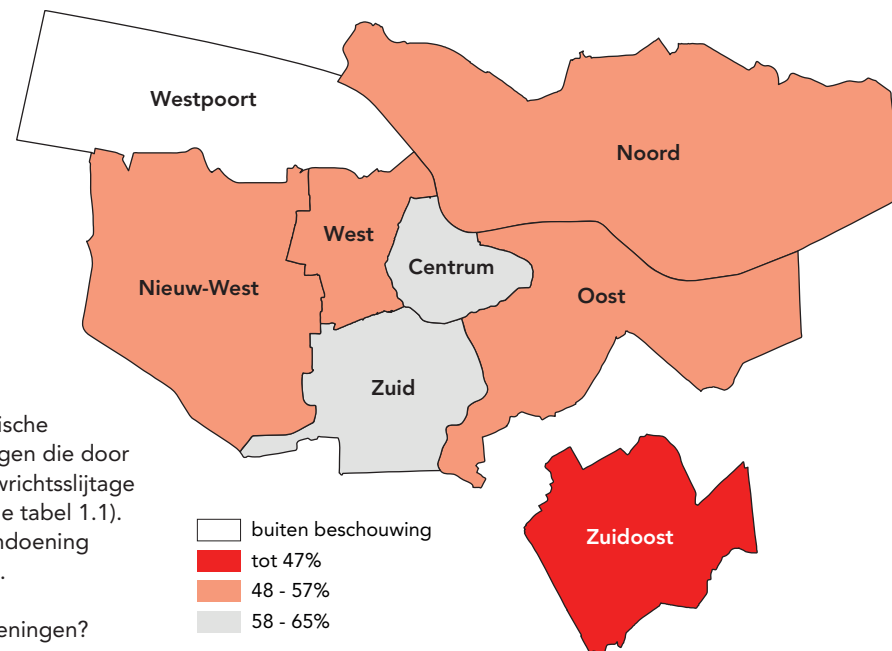 Westpoort
Noord
West
Centrum
Nieuw-West
Oost
Zuid
ische
gen die door
wrichtsslijtage
e tabel 1.1).
ndoening
.
eningen?
buiten beschouwing
tot 47%
48 - 57%
58 - 65%
Zuidoost